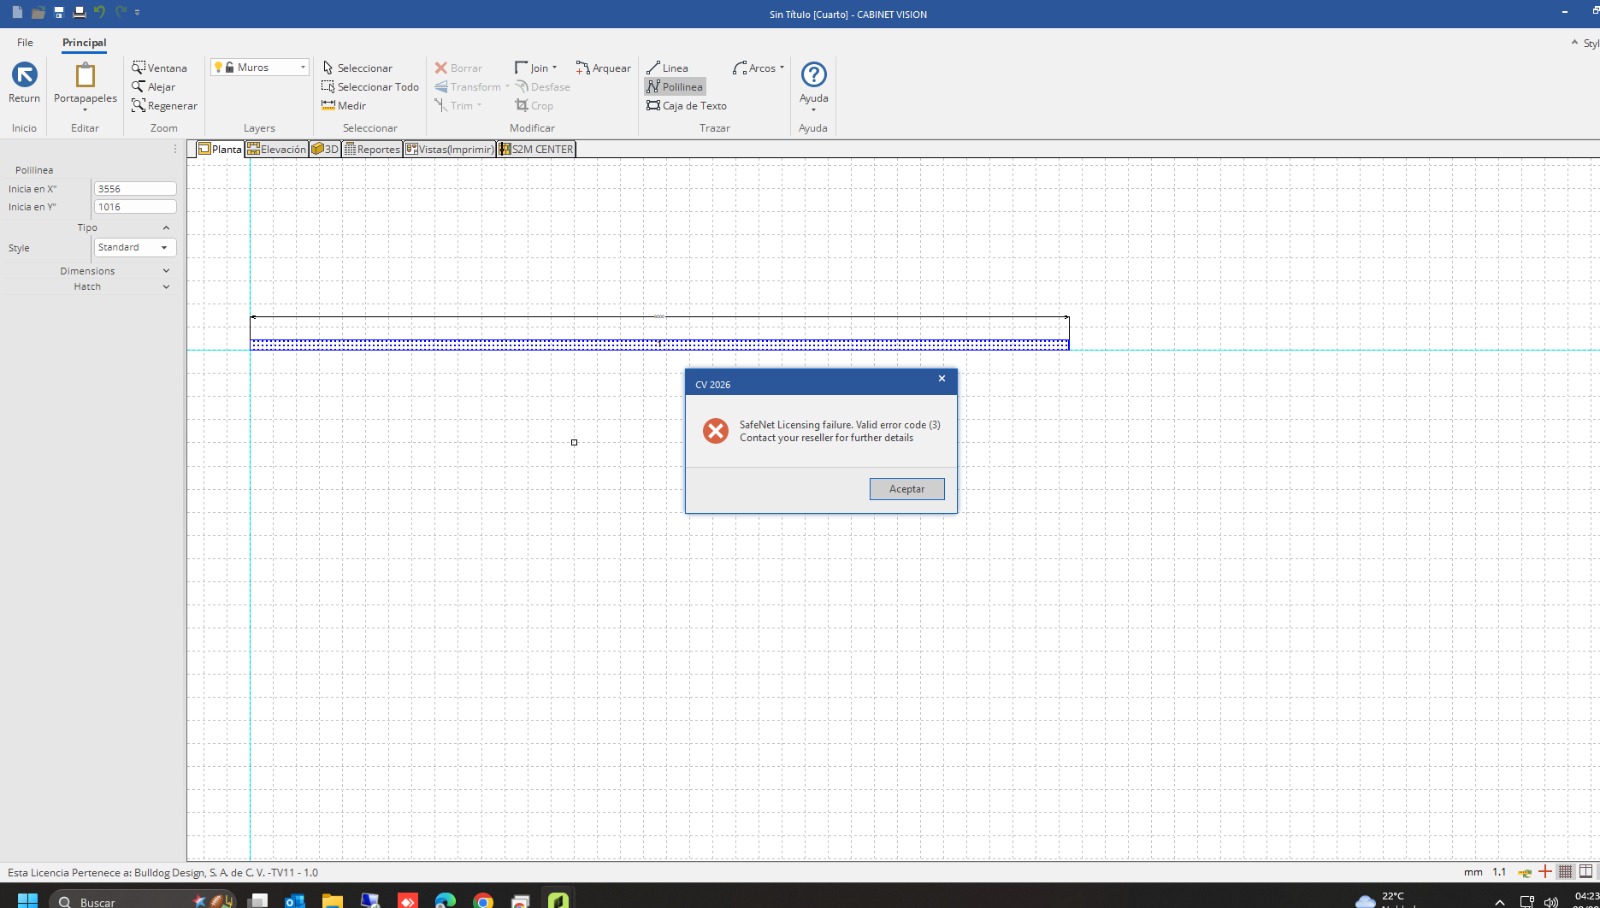 Sin Título [Cuarto] - CABINET VISION
File
Principal
Styl
Return
Inicio
Portapapeles
Editar
Ventana
Alejar
Regenerar
Zoom
Muros
Layers
Seleccionar
Seleccionar Todo
Medir
Seleccionar
Borrar
Transform
Trim
Join
Desfase
Crop
Arquear
Modificar
Linea
Polilinea
Caja de Texto
Arcos
Trazar
Ayuda
Ayuda
Planta
Elevación
3D
Reportes
Vistas(Imprimir)
S2M CENTER
Polilinea
Inicia en X" 3556
Inicia en Y" 1016
Tipo
Style Standard
Dimensions
Hatch
CV 2026
SafeNet Licensing failure. Valid error code (3)
Contact your reseller for further details
Aceptar
Esta Licencia Pertenece a: Bulldog Design, S. A. de C. V. -TV11 - 1.0
mm 1.1
Buscar
22°C
04:23